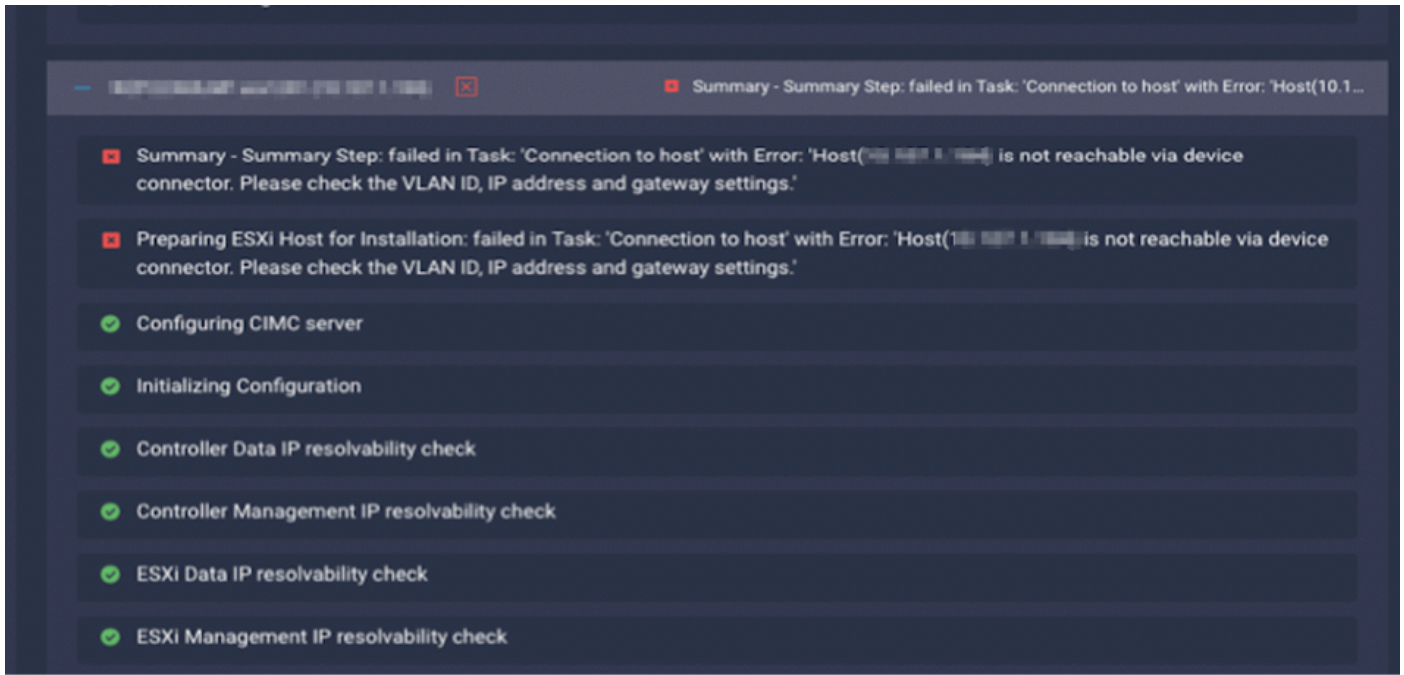 Summary - Summary Step: failed in Task: 'Connection to host' with Error: 'Host(10.1...
Summary - Summary Step: failed in Task: 'Connection to host' with Error: 'Host( is not reachable via device
connector. Please check the VLAN ID, IP address and gateway settings.'
Preparing ESXi Host for Installation: failed in Task: 'Connection to host' with Error: 'Host( is not reachable via device
connector. Please check the VLAN ID, IP address and gateway settings.'
Configuring CIMC server
Initializing Configuration
Controller Data IP resolvability check
Controller Management IP resolvability check
ESXi Data IP resolvability check
ESXi Management IP resolvability check